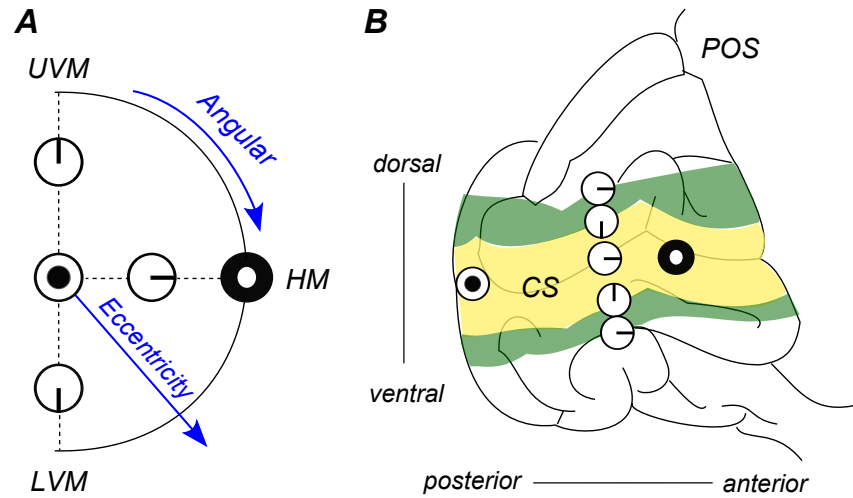 A
UVM
Angular
HM
Eccentricity
LVM
B
POS
dorsal
CS
ventral
posterior
anterior